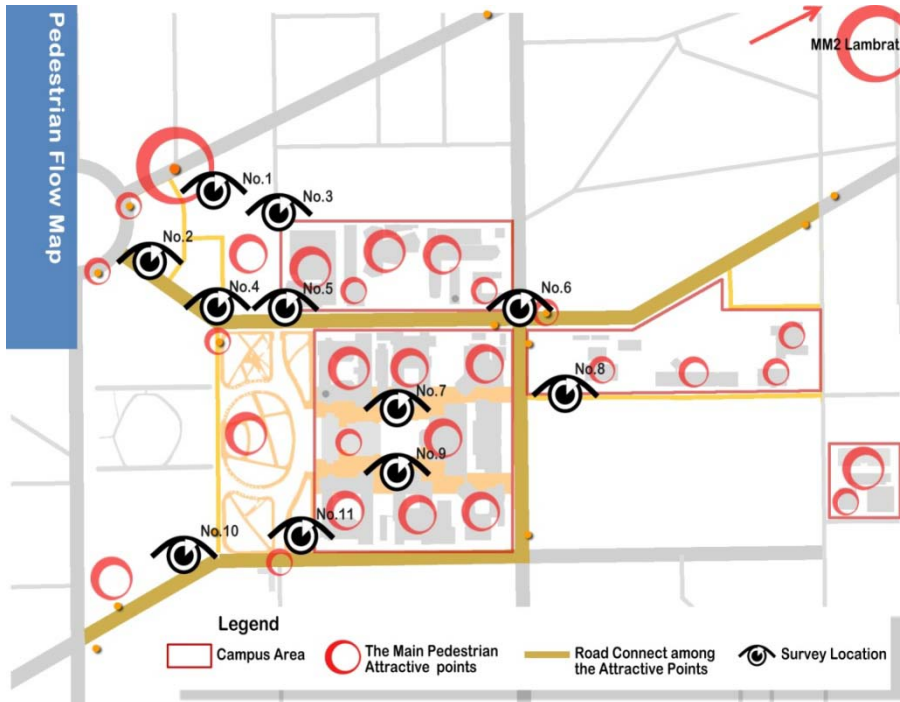 Pedestrian Flow Map
MM2 Lambrat
No.1
No.3
No.2
No.4
No.5
No.6
No.7
No.8
No.9
No.10
No.11
Legend
Campus Area
The Main Pedestrian
Attractive points
Road Connect among
the Attractive Points
Survey Location